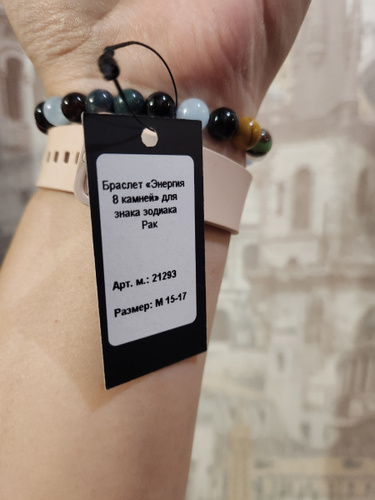 Браслет «Энергия
8 камней» для
знака зодиака
Рак
Арт. м.: 21293
Размер: M 15-17